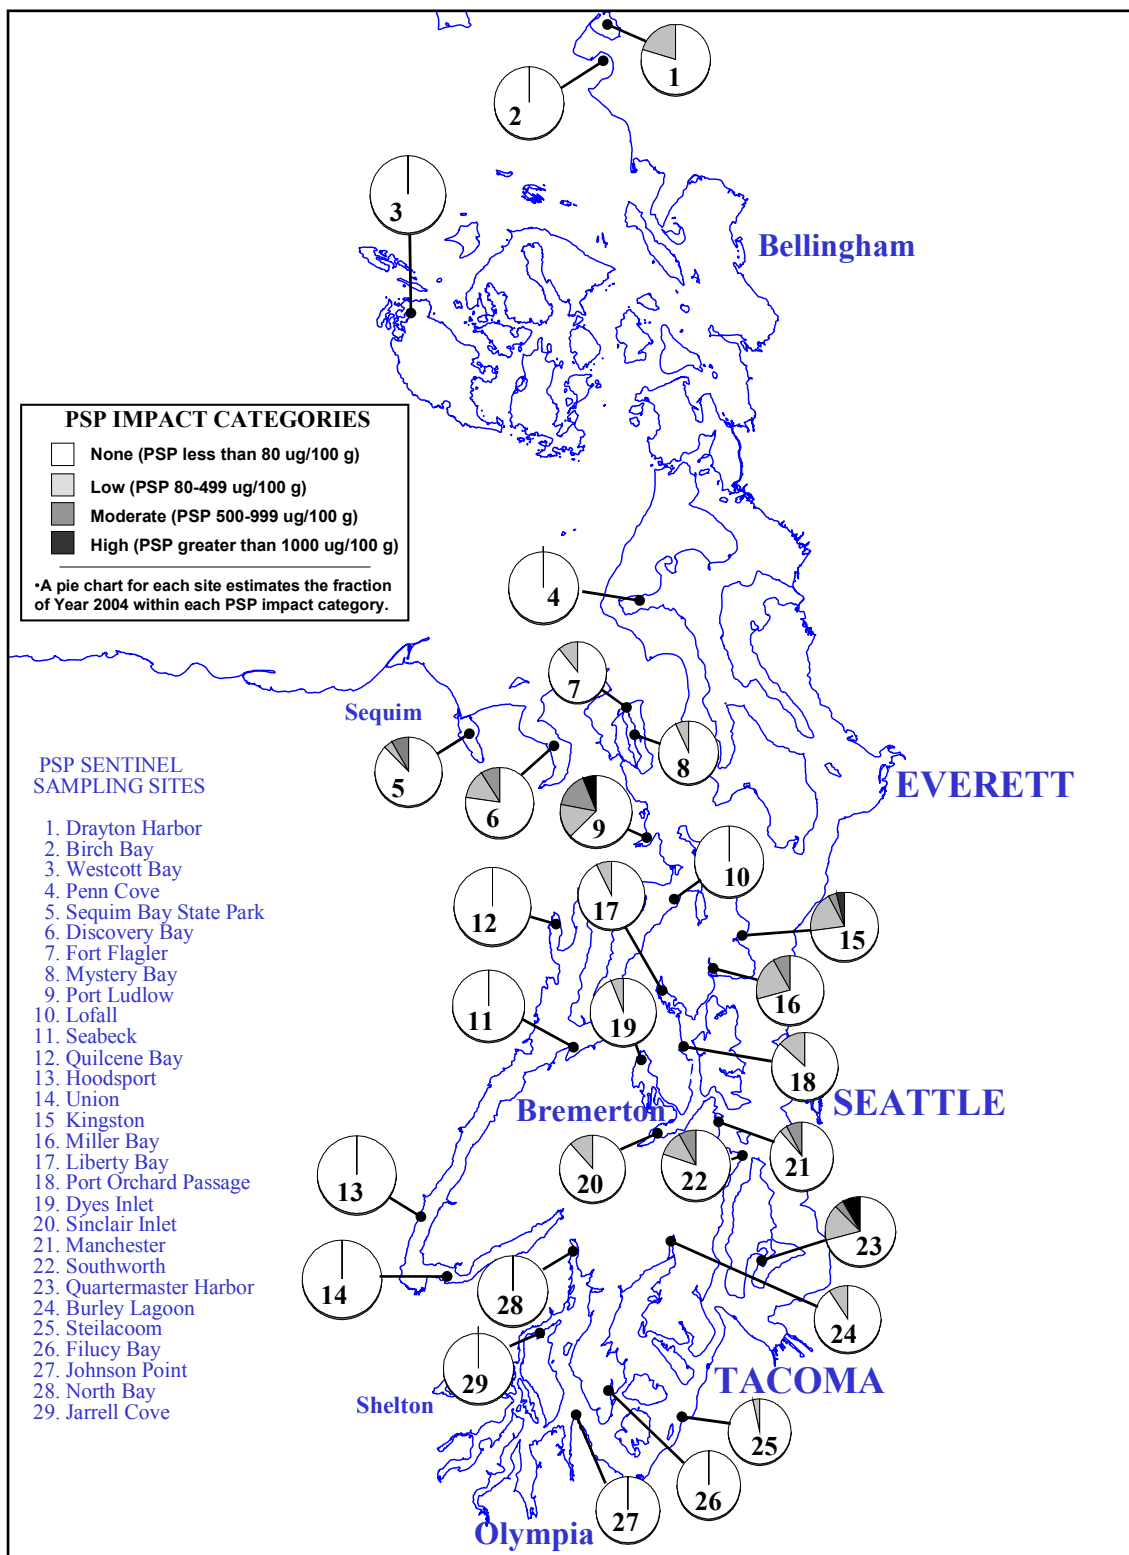 1
2
3
Bellingham
PSP IMPACT CATEGORIES
None (PSP less than 80 ug/100 g)
Low (PSP 80-499 ug/100 g)
Moderate (PSP 500-999 ug/100 g)
High (PSP greater than 1000 ug/100 g)
•A pie chart for each site estimates the fraction
of Year 2004 within each PSP impact category.
4
7
Sequim
8
5
6
9
EVERETT
10
17
12
15
16
11
19
18
Bremerton
SEATTLE
20
22
21
13
23
14
28
24
29
TACOMA
Shelton
25
26
27
Olympia
PSP SENTINEL
SAMPLING SITES
1. Drayton Harbor
2. Birch Bay
3. Westcott Bay
4. Penn Cove
5. Sequim Bay State Park
6. Discovery Bay
7. Fort Flagler
8. Mystery Bay
9. Port Ludlow
10. Lofall
11. Seabeck
12. Quilcene Bay
13. Hoodsport
14. Union
15 Kingston
16. Miller Bay
17. Liberty Bay
18. Port Orchard Passage
19. Dyes Inlet
20. Sinclair Inlet
21. Manchester
22. Southworth
23. Quartermaster Harbor
24. Burley Lagoon
25. Steilacoom
26. Filucy Bay
27. Johnson Point
28. North Bay
29. Jarrell Cove